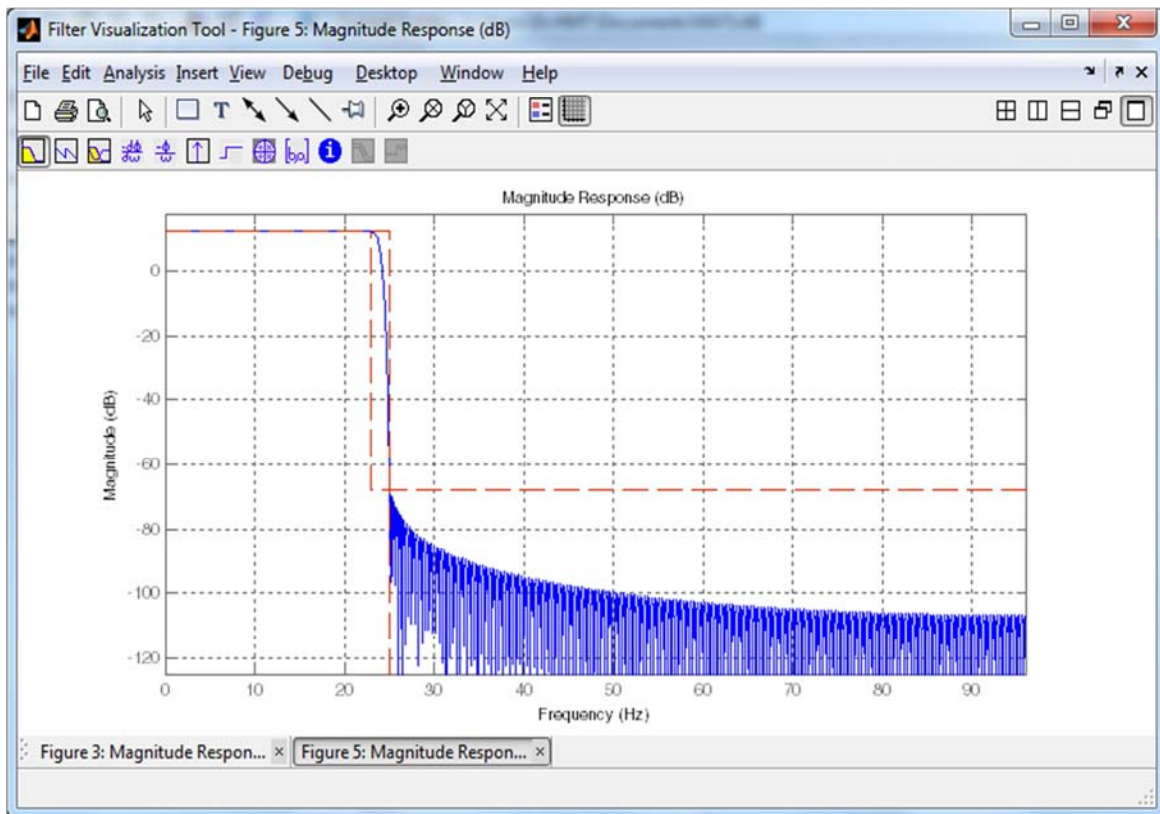 Filter Visualization Tool - Figure 5: Magnitude Response (dB)
File Edit Analysis Insert View Debug Desktop Window Help
Magnitude Response (dB)
0
-20
-40
-60
-80
-100
-120
Magnitude (dB)
0 10 20 30 40 50 60 70 80 90
Frequency (Hz)
Figure 3: Magnitude Respon... × Figure 5: Magnitude Respon... ×